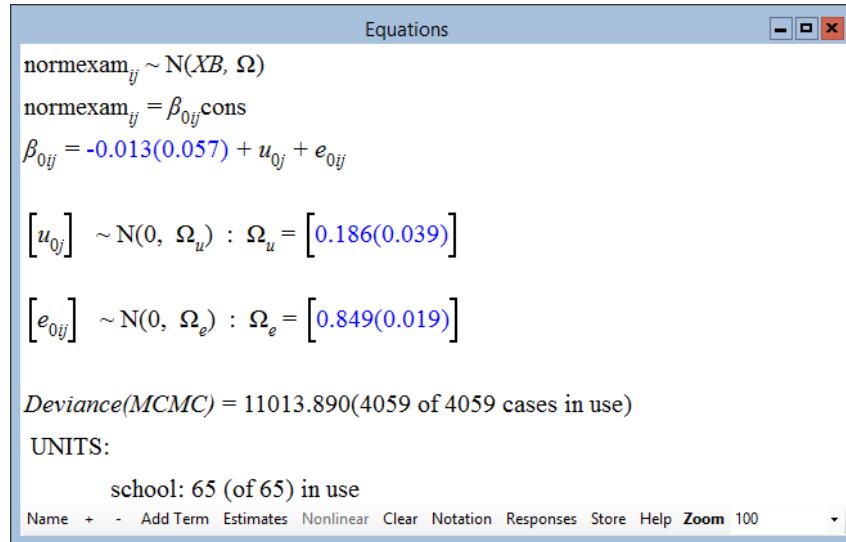 Equations
normexam_ij ~ N(XB, Ω)
normexam_ij = β_0ij cons
β_0ij = -0.013(0.057) + u_0j + e_0ij
[u_0j] ~ N(0, Ω_u) : Ω_u = [0.186(0.039)]
[e_0ij] ~ N(0, Ω_e) : Ω_e = [0.849(0.019)]
Deviance(MCMC) = 11013.890(4059 of 4059 cases in use)
UNITS:
school: 65 (of 65) in use
Name + - Add Term Estimates Nonlinear Clear Notation Responses Store Help Zoom 100